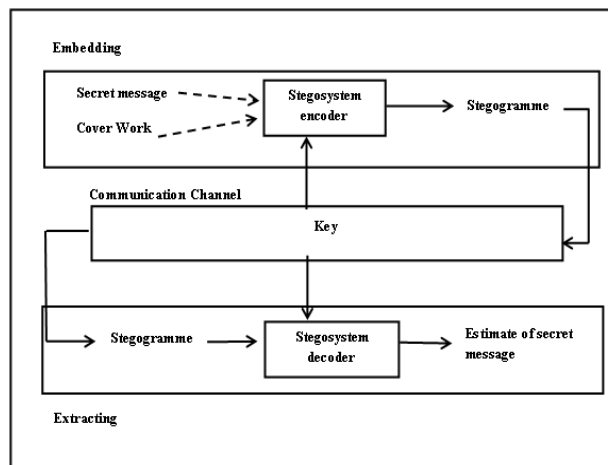 Embedding
Secret message
Cover Work
Stegosystem
encoder
Stegogramme
Communication Channel
Key
Stegogramme
Stegosystem
decoder
Estimate of secret
message
Extracting